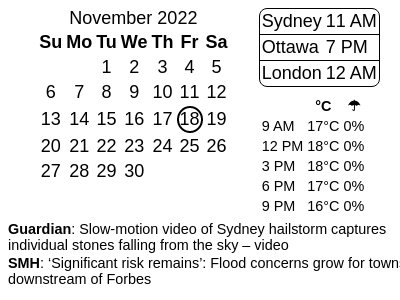 November 2022
Su Mo Tu We Th Fr Sa
1 2 3 4 5
6 7 8 9 10 11 12
13 14 15 16 17 18 19
20 21 22 23 24 25 26
27 28 29 30
Sydney 11 AM
Ottawa 7 PM
London 12 AM
°C ☂
9 AM 17°C 0%
12 PM 18°C 0%
3 PM 18°C 0%
6 PM 17°C 0%
9 PM 16°C 0%
Guardian: Slow-motion video of Sydney hailstorm captures
individual stones falling from the sky – video
SMH: ‘Significant risk remains’: Flood concerns grow for towns
downstream of Forbes